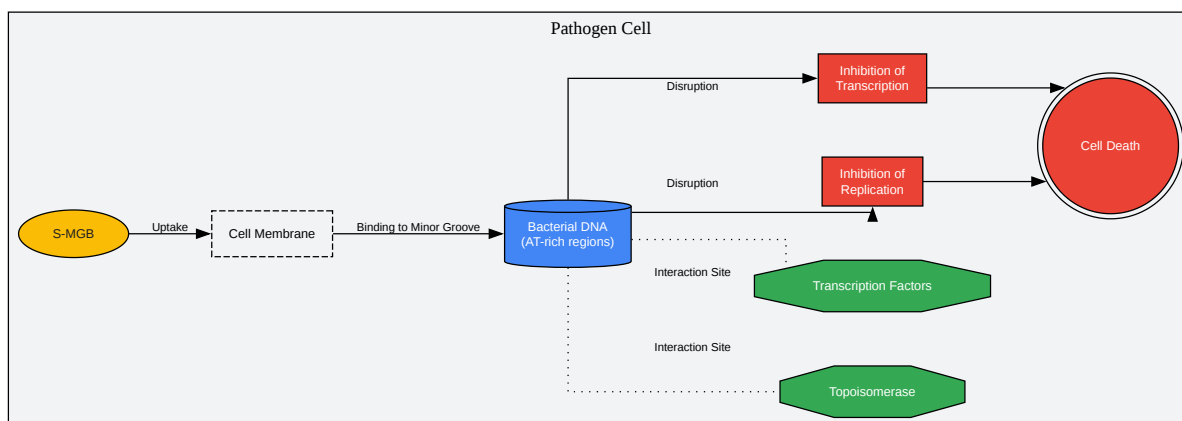 Pathogen Cell
Inhibition of
Transcription
Disruption
Cell Death
Inhibition of
Replication
Disruption
S-MGB
Uptake
Cell Membrane
Binding to Minor Groove
Bacterial DNA
(AT-rich regions)
Interaction Site
Transcription Factors
Interaction Site
Topoisomerase